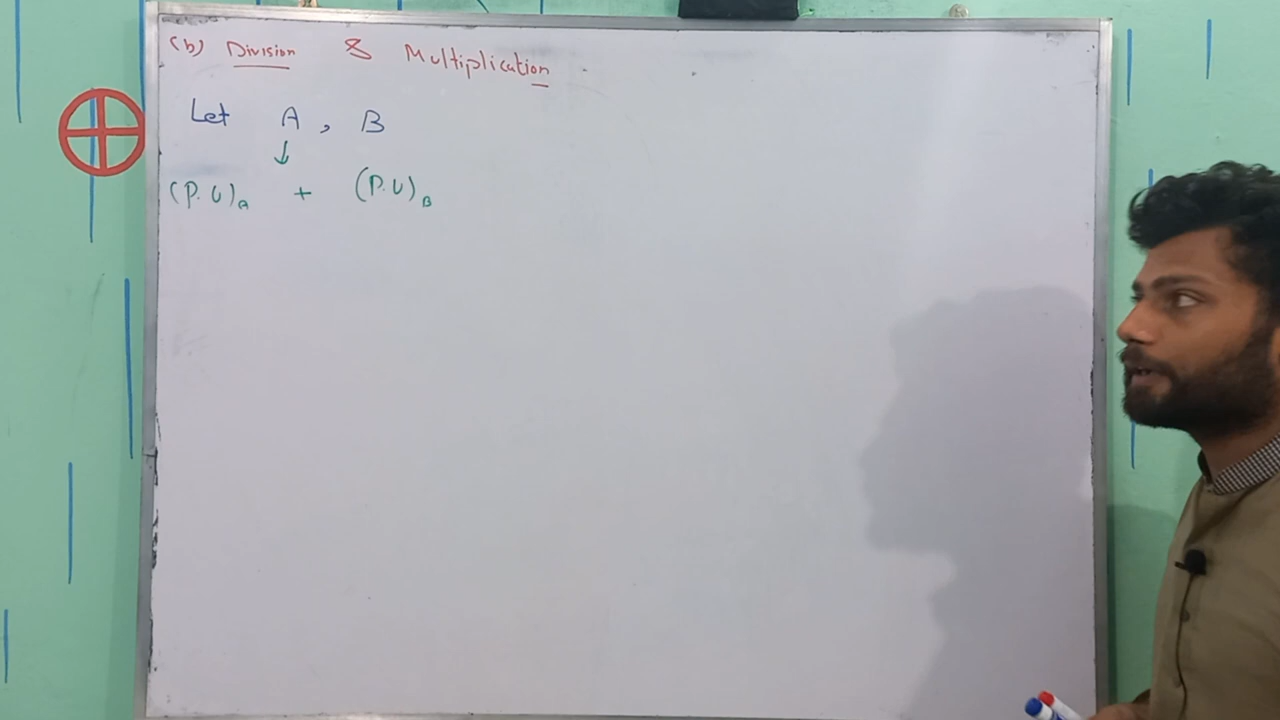 (b) Division & Multiplication
Let A , B
↓
(P.U)A + (P.U)B